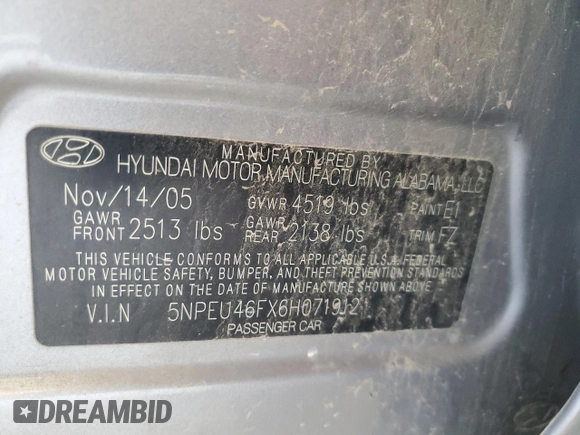 MANUFACTURED BY
HYUNDAI MOTOR MANUFACTURING ALABAMA, LLC
Nov/14/05 GVWR 4519 lbs PAINT E1
GAWR FRONT 2513 lbs GAWR REAR 2138 lbs TRIM FZ
THIS VEHICLE CONFORMS TO ALL APPLICABLE U.S.A. FEDERAL
MOTOR VEHICLE SAFETY, BUMPER, AND THEFT PREVENTION
STANDARDS IN EFFECT ON
THE DATE OF MANUFACTURE SHOWN ABOVE
V.I.N 5NPEU46FX6H071912
PASSENGER CAR
DREAMBID